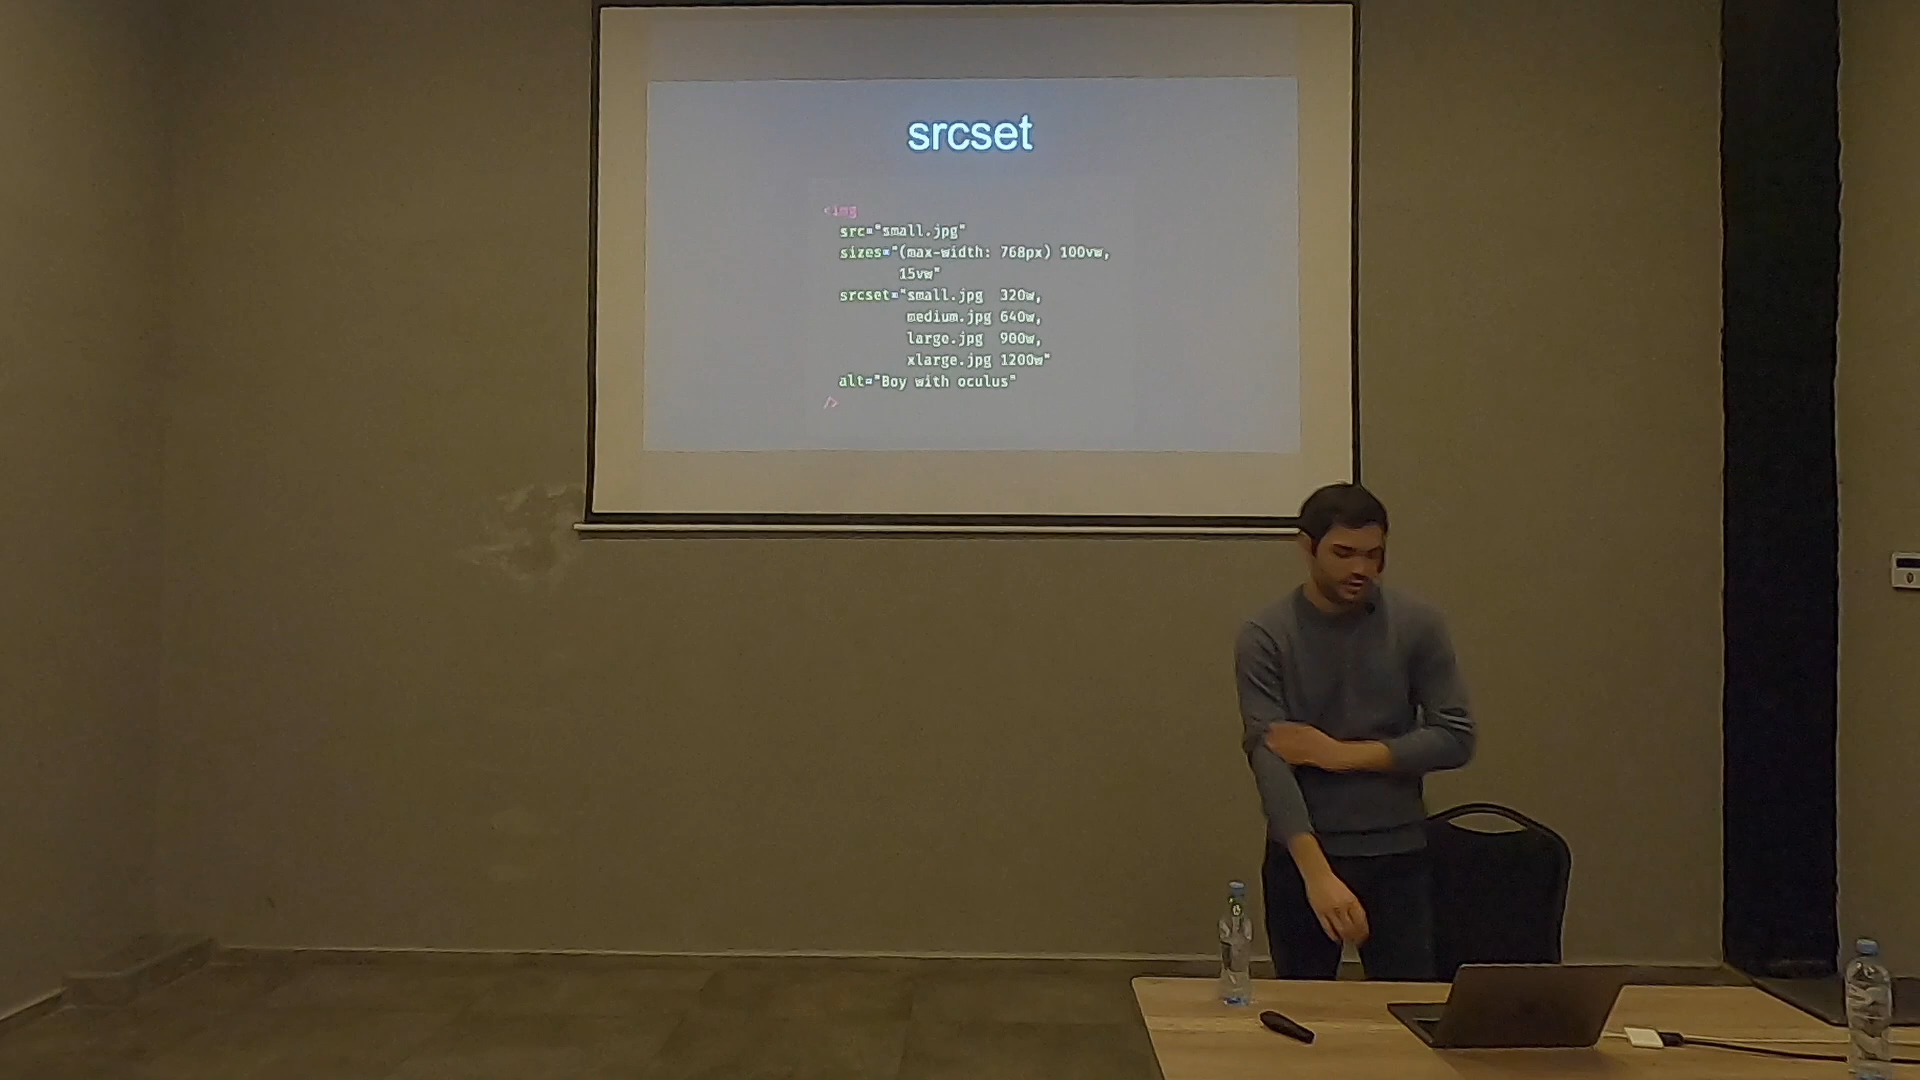 srcset
<img
src="small.jpg"
sizes="(max-width: 768px) 100vw,
15vw"
srcset="small.jpg 320w,
medium.jpg 640w,
large.jpg 900w,
xlarge.jpg 1200w"
alt="Boy with oculus"
/>